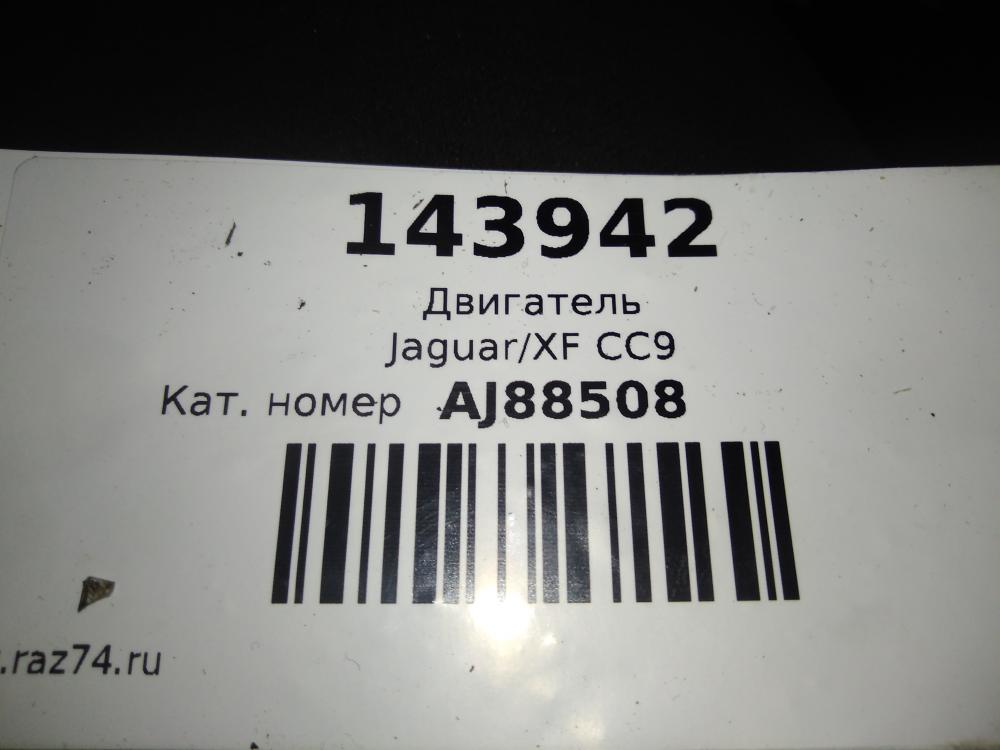 143942
Двигатель
Jaguar/XF CC9
Кат. номер AJ88508
.raz74.ru